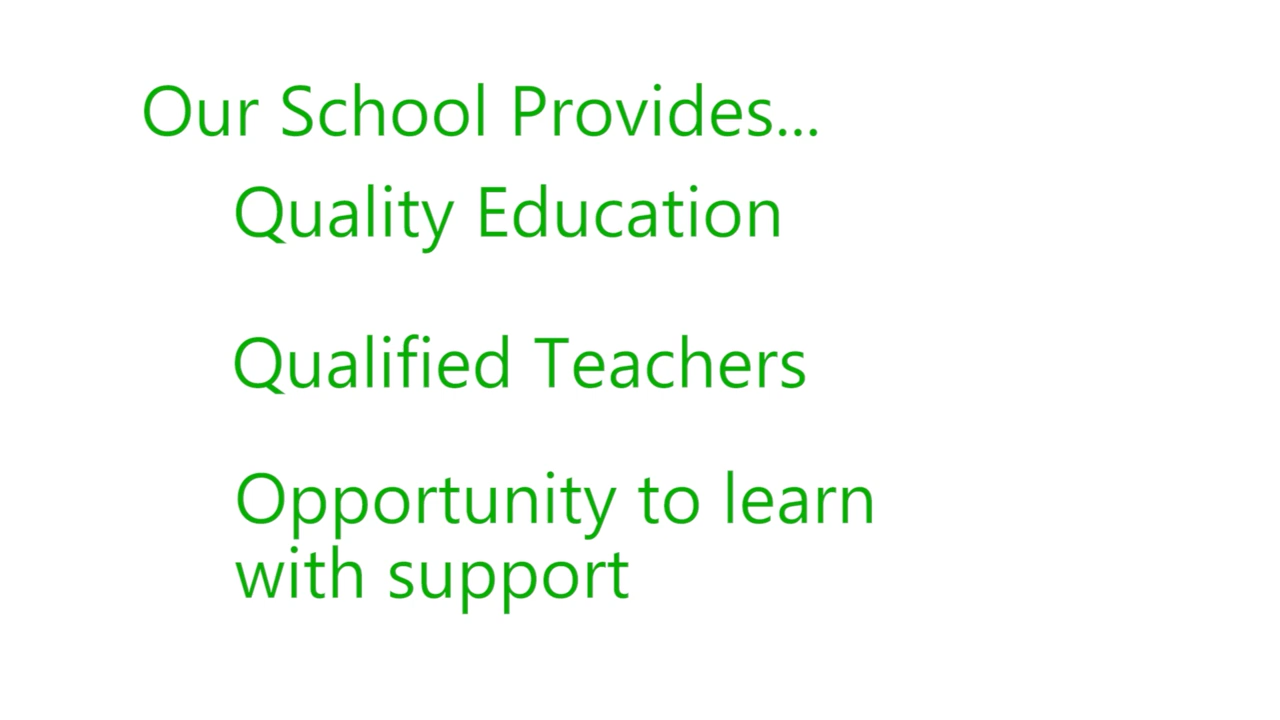 Our School Provides...
Quality Education
Qualified Teachers
Opportunity to learn
with support